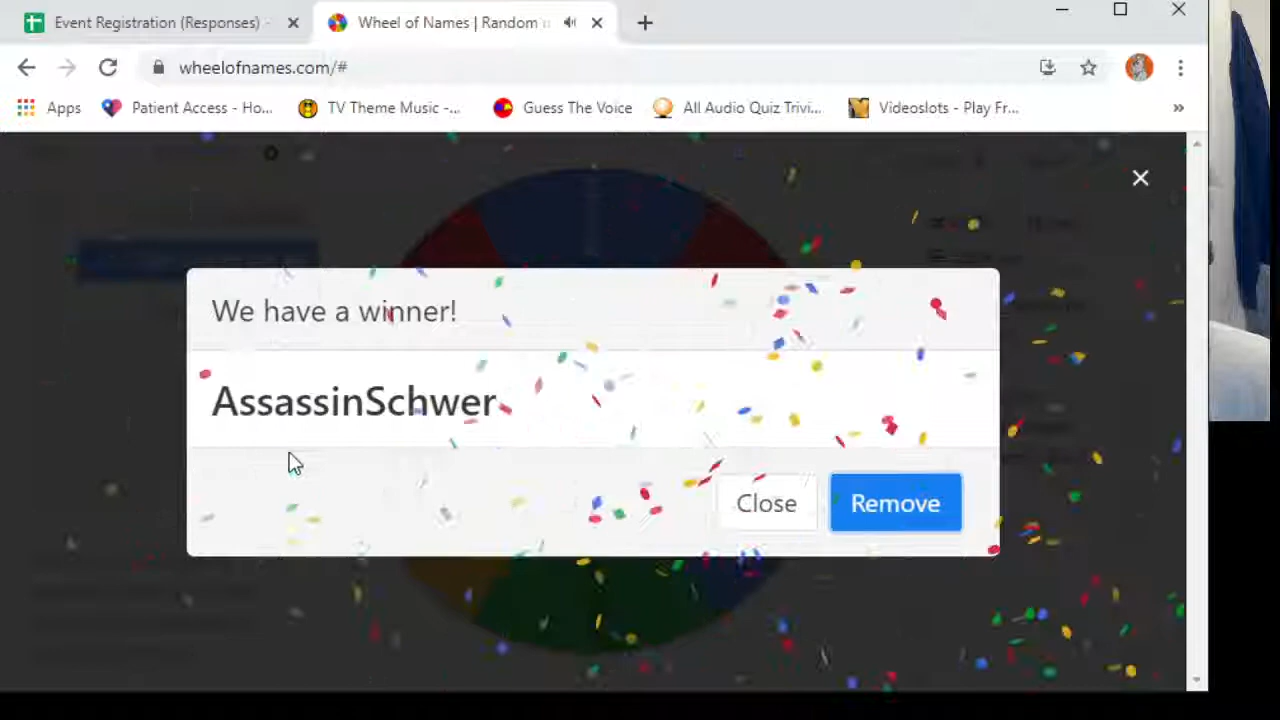 Event Registration (Responses) -
Wheel of Names | Random
wheelofnames.com/#
Apps
Patient Access - Ho...
TV Theme Music -...
Guess The Voice
All Audio Quiz Trivi...
Videoslots - Play Fr...
»
We have a winner!
AssassinSchwer
Close
Remove